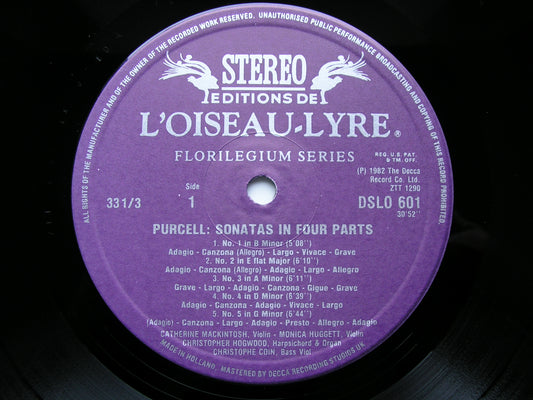 ALL RIGHTS OF THE MANUFACTURER AND OF THE OWNER OF THE RECORDED WORK RESERVED. UNAUTHORISED PUBLIC PERFORMANCE BROADCASTING AND COPYING OF THIS RECORD PROHIBITED.
STEREO
EDITIONS DE
L'OISEAU-LYRE®
FLORILEGIUM SERIES
REG. U.S. PAT.
& TM. OFF.
(P) 1982 The Decca
Record Co. Ltd.
ZTT 1290
33 1/3
Side
1
DSLO 601
30'52"
PURCELL: SONATAS IN FOUR PARTS
1. No. 1 in B Minor (5'08'')
Adagio - Canzona (Allegro) - Largo - Vivace - Grave
2. No. 2 in E flat Major (6'10'')
Adagio - Canzona (Allegro) - Adagio - Largo - Allegro
3. No. 3 in A Minor (6'11'')
Grave - Largo - Adagio - Canzona - Gigue - Grave
4. No. 4 in D Minor (6'39'')
Adagio - Canzona - Adagio - Vivace - Largo
5. No. 5 in G Minor (6'44'')
(Adagio) - Canzona - Largo - Adagio - Presto - Allegro - Adagio
CATHERINE MACKINTOSH, Violin - MONICA HUGGETT, Violin
CHRISTOPHER HOGWOOD, Harpsichord & Organ
CHRISTOPHE COIN, Bass Viol
MADE IN HOLLAND. MASTERED BY DECCA RECORDING STUDIOS UK